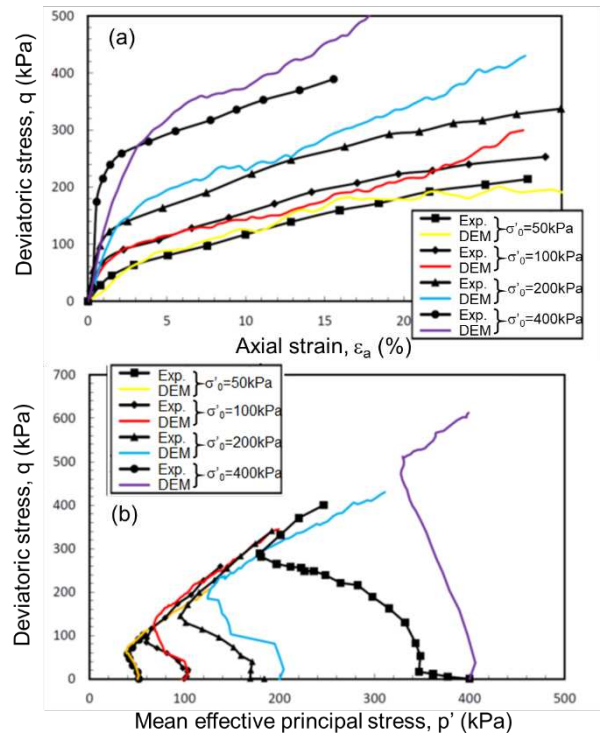 500
(a)
400
300
200
100
0
0
5
10
15
20
Deviatoric stress, q (kPa)
Axial strain, εa (%)
Exp.
DEM
σ'0=50kPa
Exp.
DEM
σ'0=100kPa
Exp.
DEM
σ'0=200kPa
Exp.
DEM
σ'0=400kPa
700
600
500
400
300
200
100
0
0
100
200
300
400
500
Deviatoric stress, q (kPa)
Mean effective principal stress, p' (kPa)
Exp.
DEM
σ'0=50kPa
Exp.
DEM
σ'0=100kPa
Exp.
DEM
σ'0=200kPa
Exp.
DEM
σ'0=400kPa
(b)